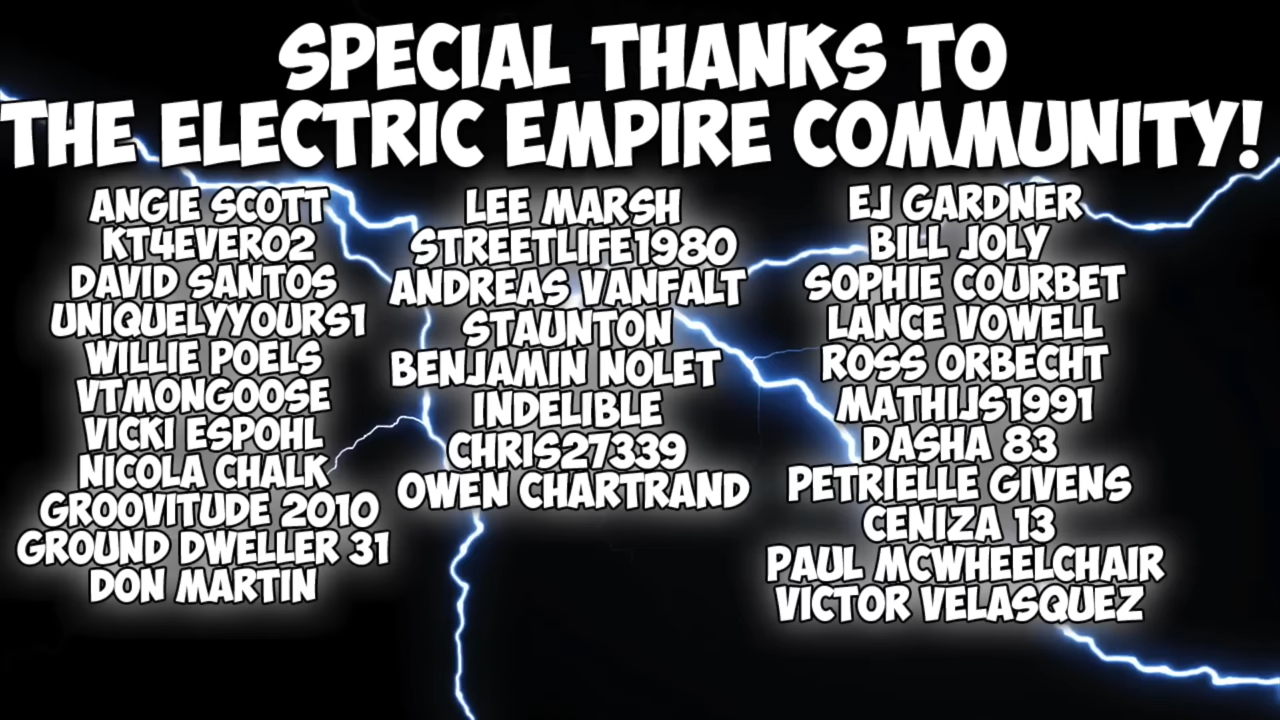 SPECIAL THANKS TO
THE ELECTRIC EMPIRE COMMUNITY!
ANGIE SCOTT
KT4EVER02
DAVID SANTOS
UNIQUELYYOURS1
WILLIE POELS
VTMONGOOSE
VICKI ESPOHL
NICOLA CHALK
GROOVITUDE 2010
GROUND DWELLER 31
DON MARTIN
LEE MARSH
STREETLIFE1980
ANDREAS VANFALT
STAUNTON
BENJAMIN NOLET
INDELIBLE
CHRIS27339
OWEN CHARTRAND
EJ GARDNER
BILL JOLY
SOPHIE COURBET
LANCE VOWELL
ROSS ORBECHT
MATHIJS1991
DASHA 83
PETRIELLE GIVENS
CENIZA 13
PAUL MCWHEELCHAIR
VICTOR VELASQUEZ